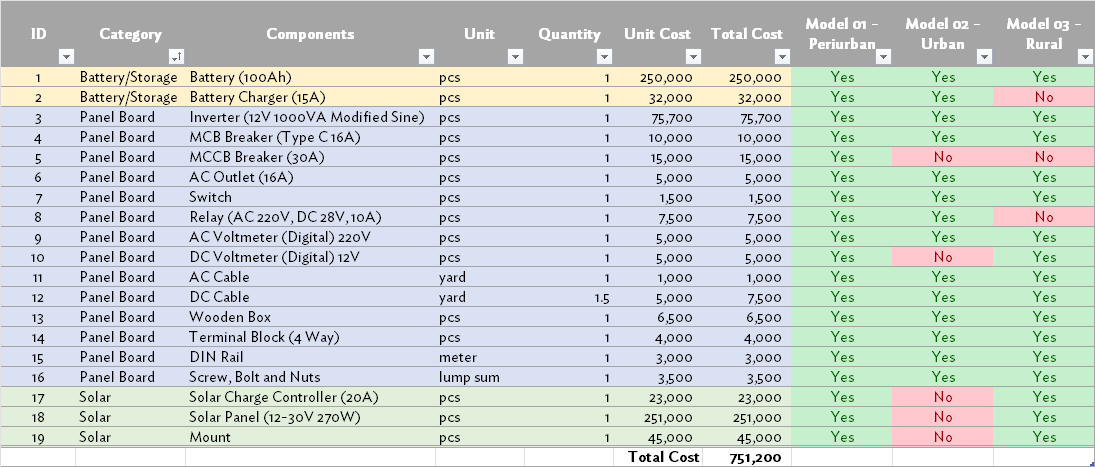 ID Category Components Unit Quantity Unit Cost Total Cost Model 01 – Periurban Model 02 – Urban Model 03 – Rural
1 Battery/Storage Battery (100Ah) pcs 1 250,000 250,000 Yes Yes Yes
2 Battery/Storage Battery Charger (15A) pcs 1 32,000 32,000 Yes Yes No
3 Panel Board Inverter (12V 1000VA Modified Sine) pcs 1 75,700 75,700 Yes Yes Yes
4 Panel Board MCB Breaker (Type C 16A) pcs 1 10,000 10,000 Yes Yes Yes
5 Panel Board MCCB Breaker (30A) pcs 1 15,000 15,000 Yes No No
6 Panel Board AC Outlet (16A) pcs 1 5,000 5,000 Yes Yes Yes
7 Panel Board Switch pcs 1 1,500 1,500 Yes Yes Yes
8 Panel Board Relay (AC 220V, DC 28V, 10A) pcs 1 7,500 7,500 Yes Yes No
9 Panel Board AC Voltmeter (Digital) 220V pcs 1 5,000 5,000 Yes Yes Yes
10 Panel Board DC Voltmeter (Digital) 12V pcs 1 5,000 5,000 Yes No Yes
11 Panel Board AC Cable yard 1 1,000 1,000 Yes Yes Yes
12 Panel Board DC Cable yard 1.5 5,000 7,500 Yes Yes Yes
13 Panel Board Wooden Box pcs 1 6,500 6,500 Yes Yes Yes
14 Panel Board Terminal Block (4 Way) pcs 1 4,000 4,000 Yes Yes Yes
15 Panel Board DIN Rail meter 1 3,000 3,000 Yes Yes Yes
16 Panel Board Screw, Bolt and Nuts lump sum 1 3,500 3,500 Yes Yes Yes
17 Solar Solar Charge Controller (20A) pcs 1 23,000 23,000 Yes No Yes
18 Solar Solar Panel (12-30V 270W) pcs 1 251,000 251,000 Yes No Yes
19 Solar Mount pcs 1 45,000 45,000 Yes No Yes
Total Cost 751,200